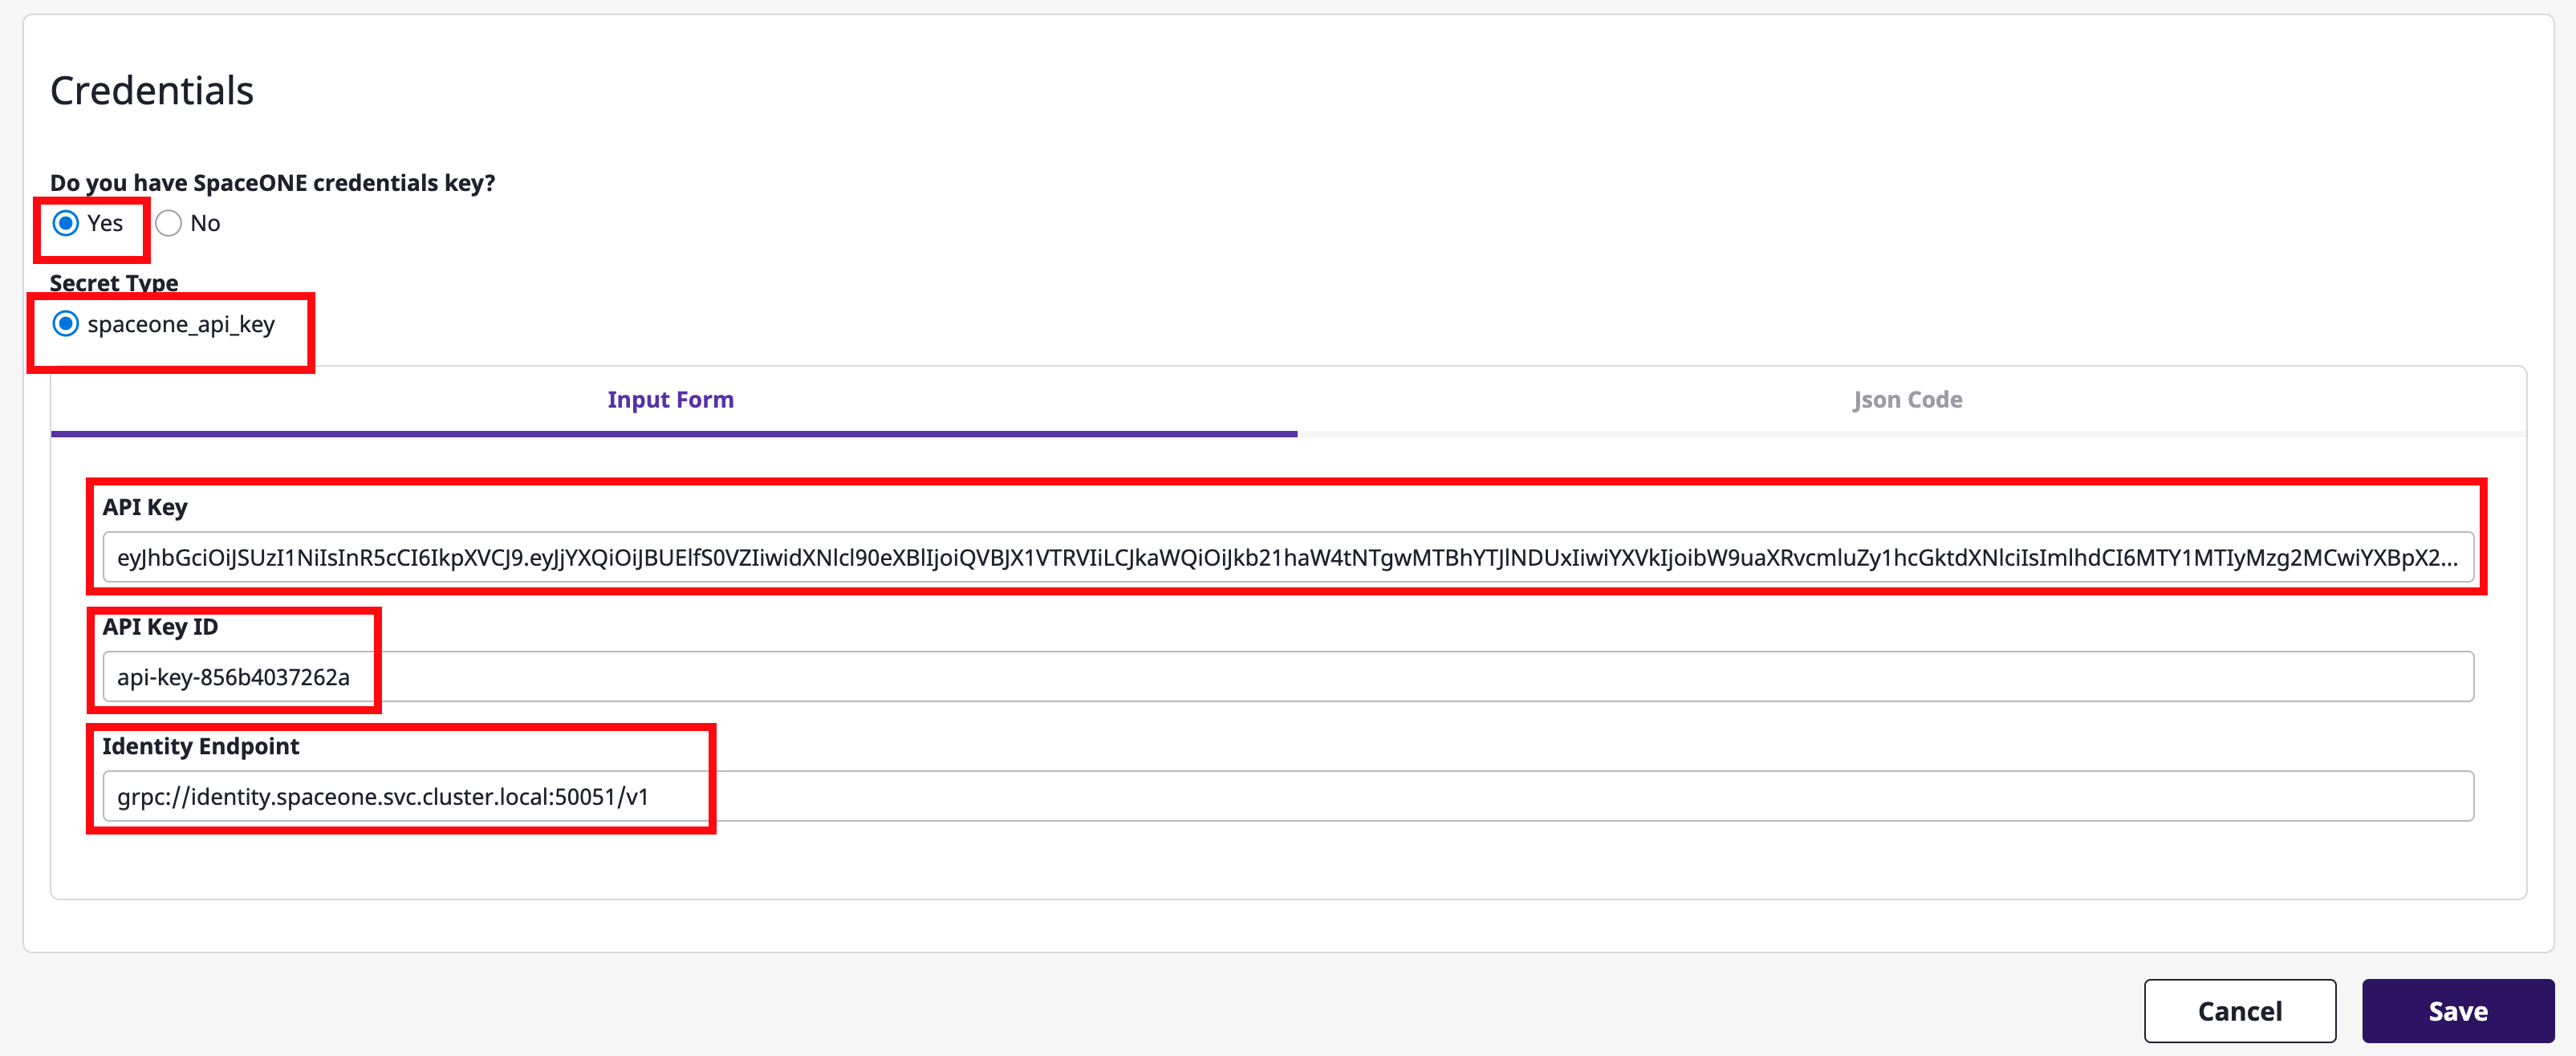 Credentials
Do you have SpaceONE credentials key?
Yes No
Secret Type
spaceone_api_key
Input Form Json Code
API Key
eyJhbGciOiJSUzI1NiIsInR5cCI6IkpXVCJ9.eyJjYXQiOiJBUElfS0VZIiwidXNlcl90eXBlIjoiQVBJX1VTRVIiLCJkaWQiOiJkb21haW4tNTgwMTBhYTJlNDUxIiwiYXVkIjoibW9uaXRvcmluZy1hcGktdXNlciIsImlhdCI6MTY1MTIyMzg2MCwiYXBpX2...
API Key ID
api-key-856b4037262a
Identity Endpoint
grpc://identity.spaceone.svc.cluster.local:50051/v1
Cancel Save